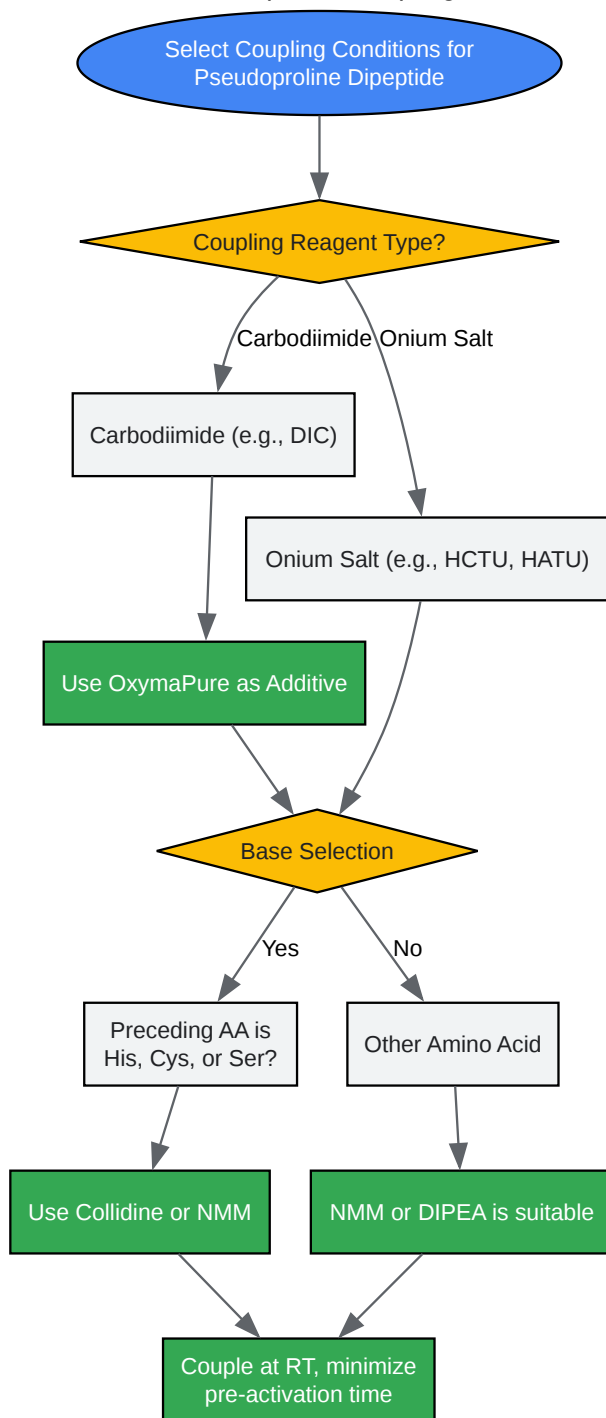 Select Coupling Conditions for
Pseudoproline Dipeptide
Coupling Reagent Type?
Carbodiimide
Onium Salt
Carbodiimide (e.g., DIC)
Onium Salt (e.g., HCTU, HATU)
Use OxymaPure as Additive
Base Selection
Yes
No
Preceding AA is
His, Cys, or Ser?
Other Amino Acid
Use Collidine or NMM
NMM or DIPEA is suitable
Couple at RT, minimize
pre-activation time